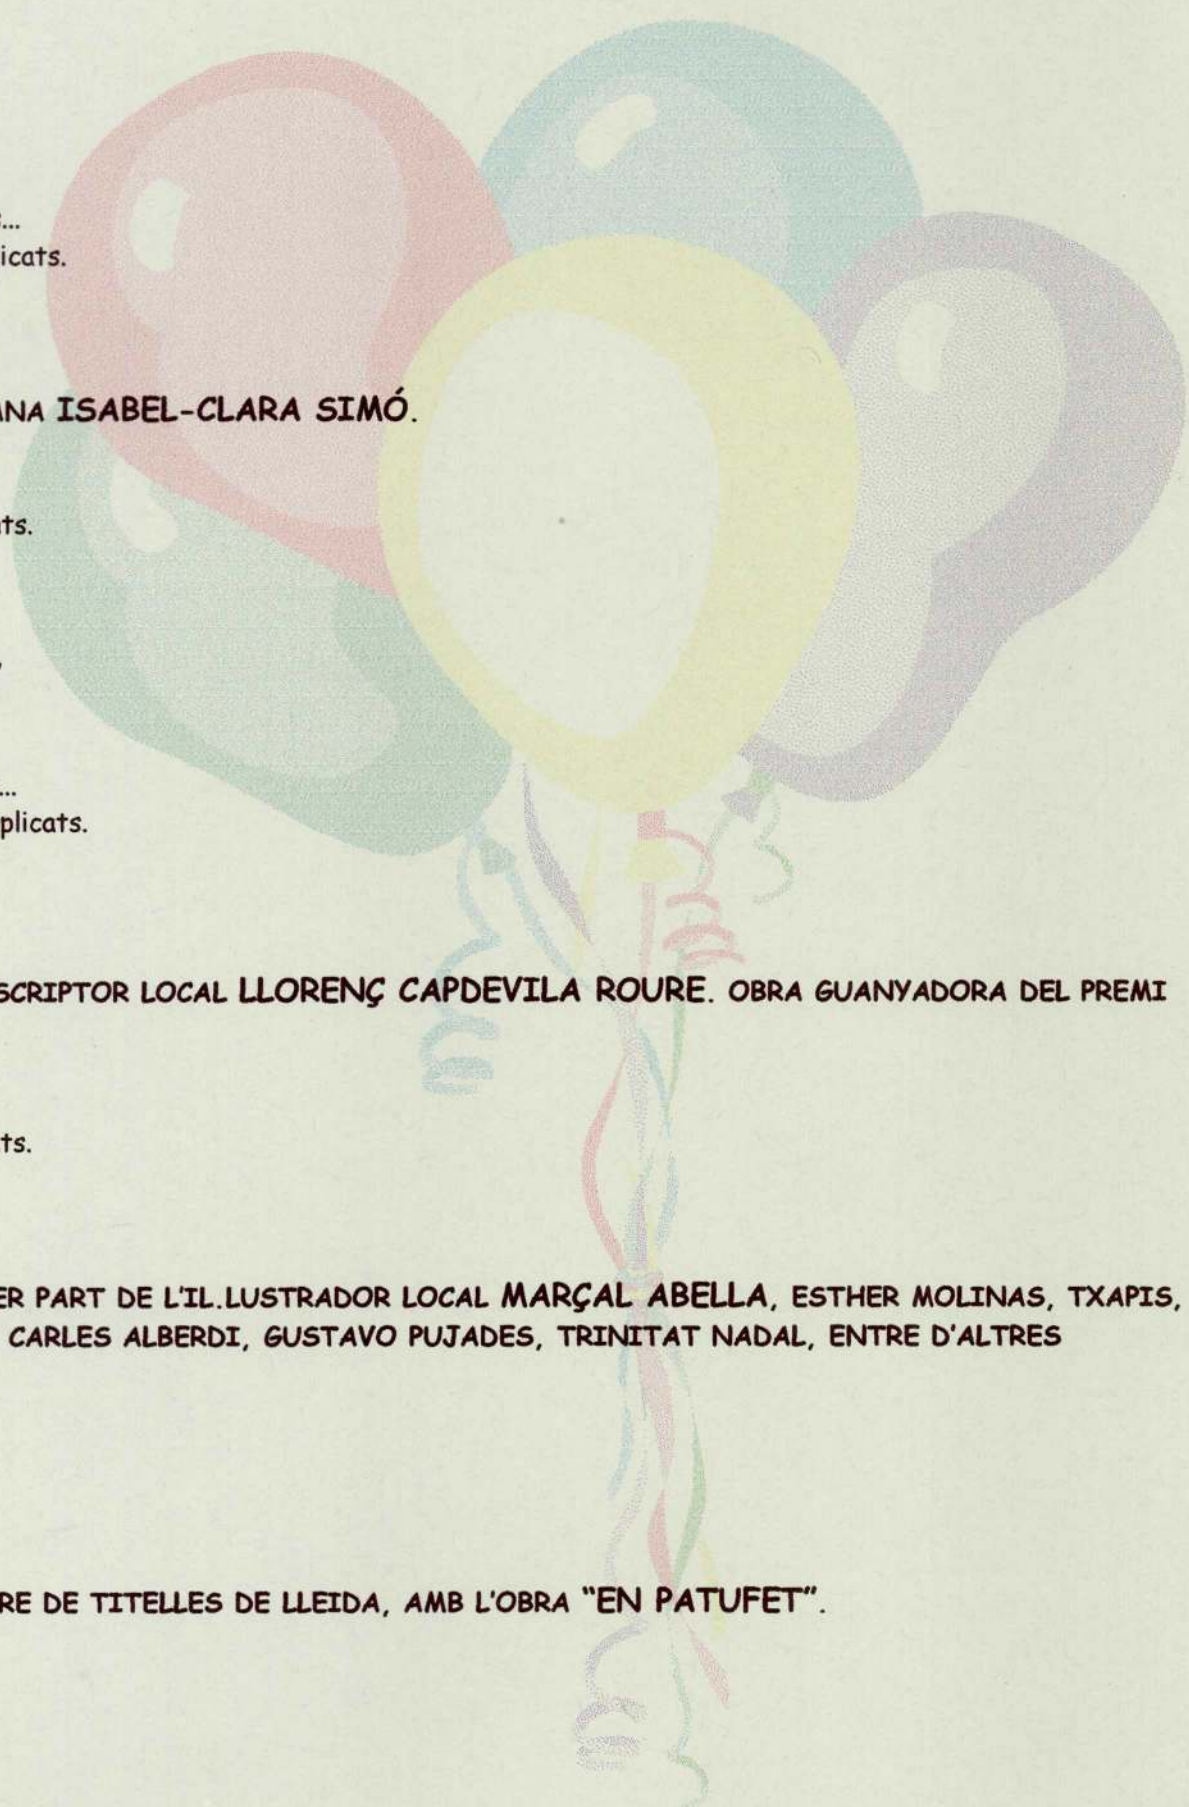 ...
icats.
ISABEL-CLARA SIMÓ.
ts.
...
plicats.
SCRIPTOR LOCAL LLORENÇ CAPDEVILA ROURE. OBRA GUANYADORA DEL PREMI
ts.
ER PART DE L'IL.LUSTRADOR LOCAL MARÇAL ABELLA, ESTHER MOLINAS, TXAPIS,
CARLES ALBERDI, GUSTAVO PUJADES, TRINITAT NADAL, ENTRE D'ALTRES
RE DE TITELLES DE LLEIDA, AMB L'OBRA "EN PATUFET".